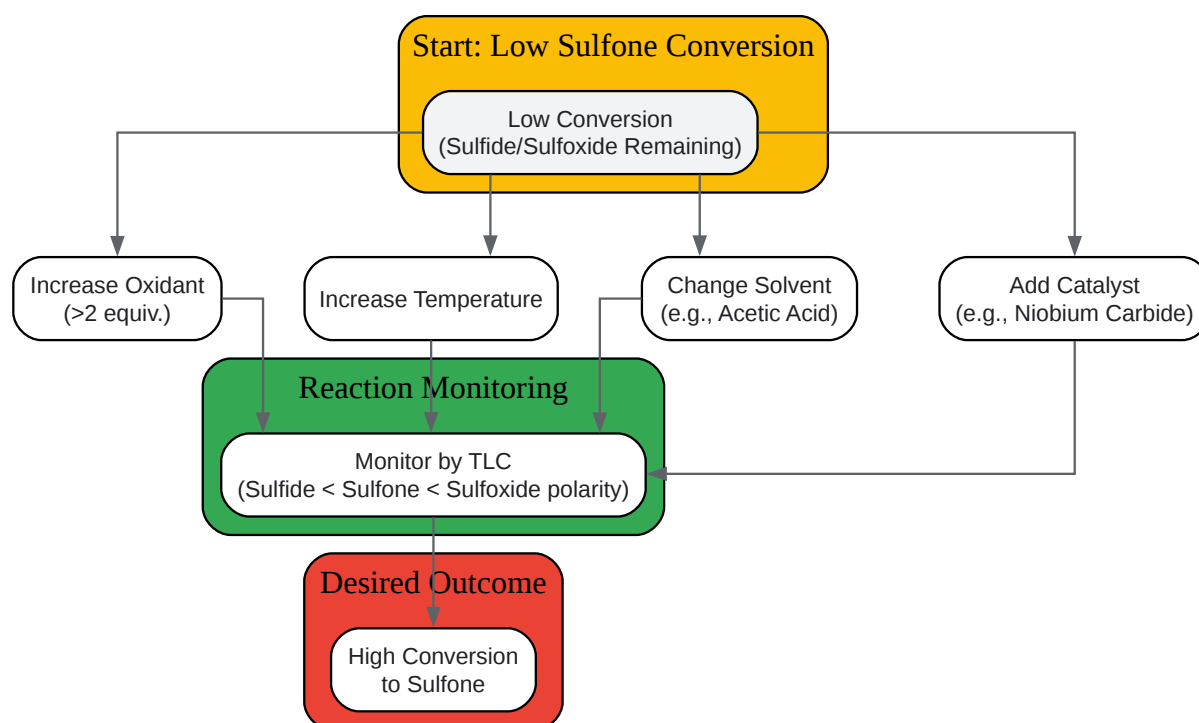 Start: Low Sulfone Conversion
Low Conversion
(Sulfide/Sulfoxide Remaining)
Increase Oxidant
(>2 equiv.)
Increase Temperature
Change Solvent
(e.g., Acetic Acid)
Add Catalyst
(e.g., Niobium Carbide)
Reaction Monitoring
Monitor by TLC
(Sulfide < Sulfone < Sulfoxide polarity)
Desired Outcome
High Conversion
to Sulfone